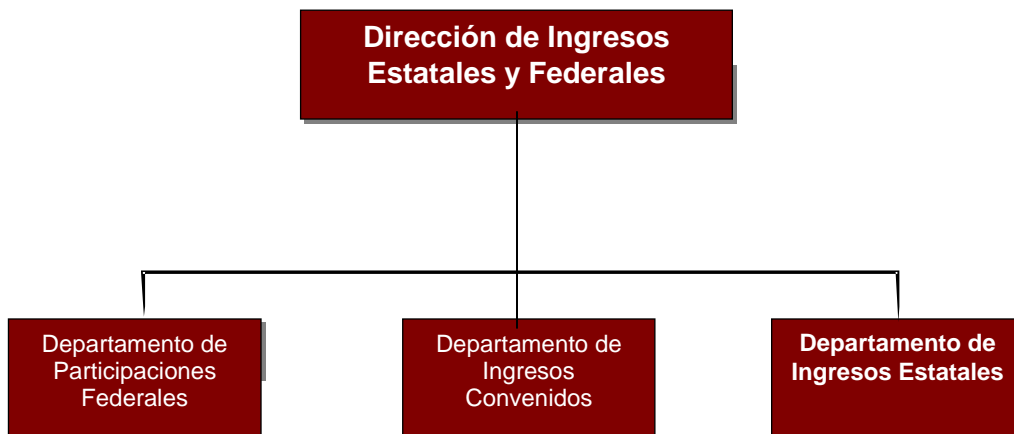 Dirección de Ingresos
Estatales y Federales
Departamento de
Participaciones
Federales
Departamento de
Ingresos
Convenidos
Departamento de
Ingresos Estatales